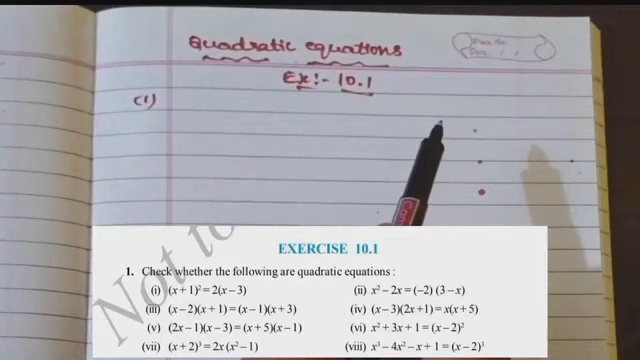 Quadratic equations
Ex:- 10.1
(1)
Not to
EXERCISE 10.1
1. Check whether the following are quadratic equations :
(i) (x + 1)² = 2(x – 3) (ii) x² – 2x = (–2) (3 – x)
(iii) (x – 2)(x + 1) = (x – 1)(x + 3) (iv) (x – 3)(2x + 1) = x(x + 5)
(v) (2x – 1)(x – 3) = (x + 5)(x – 1) (vi) x² + 3x + 1 = (x – 2)²
(vii) (x + 2)³ = 2x (x² – 1) (viii) x³ – 4x² – x + 1 = (x – 2)³